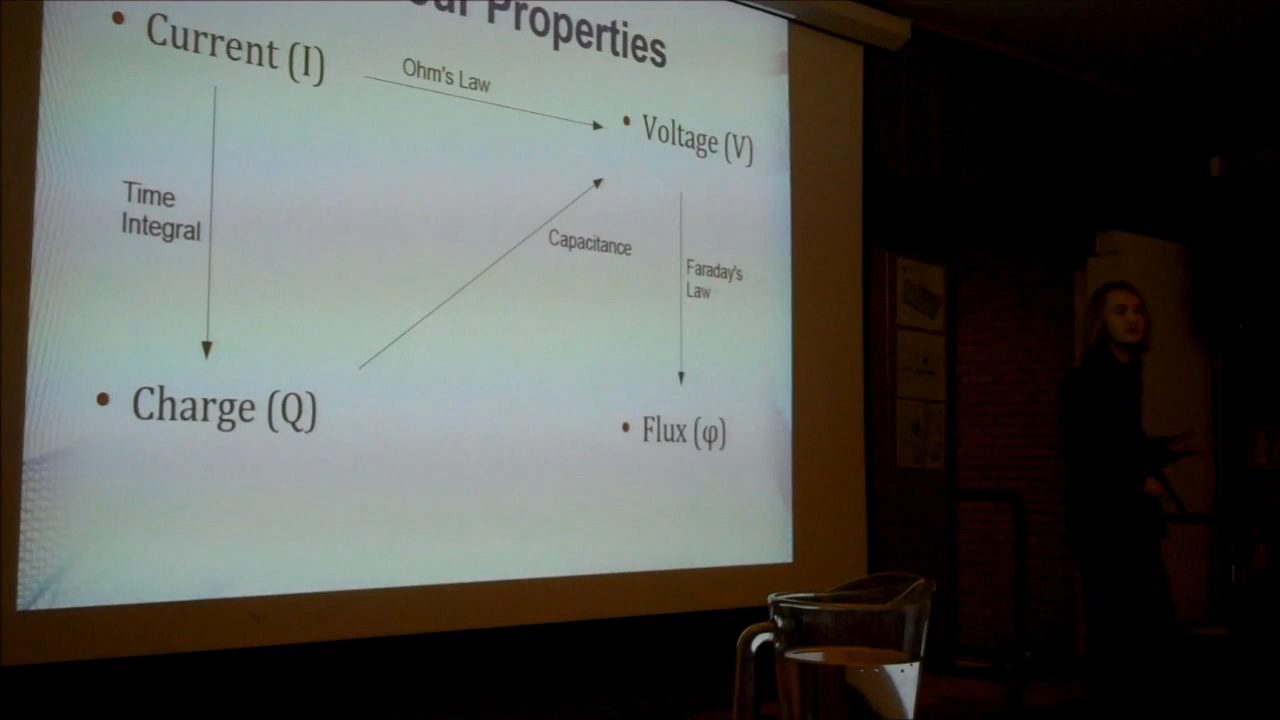 Properties
• Current (I)
Ohm's Law
• Voltage (V)
Time
Integral
Capacitance
Faraday's
Law
• Charge (Q)
• Flux (φ)